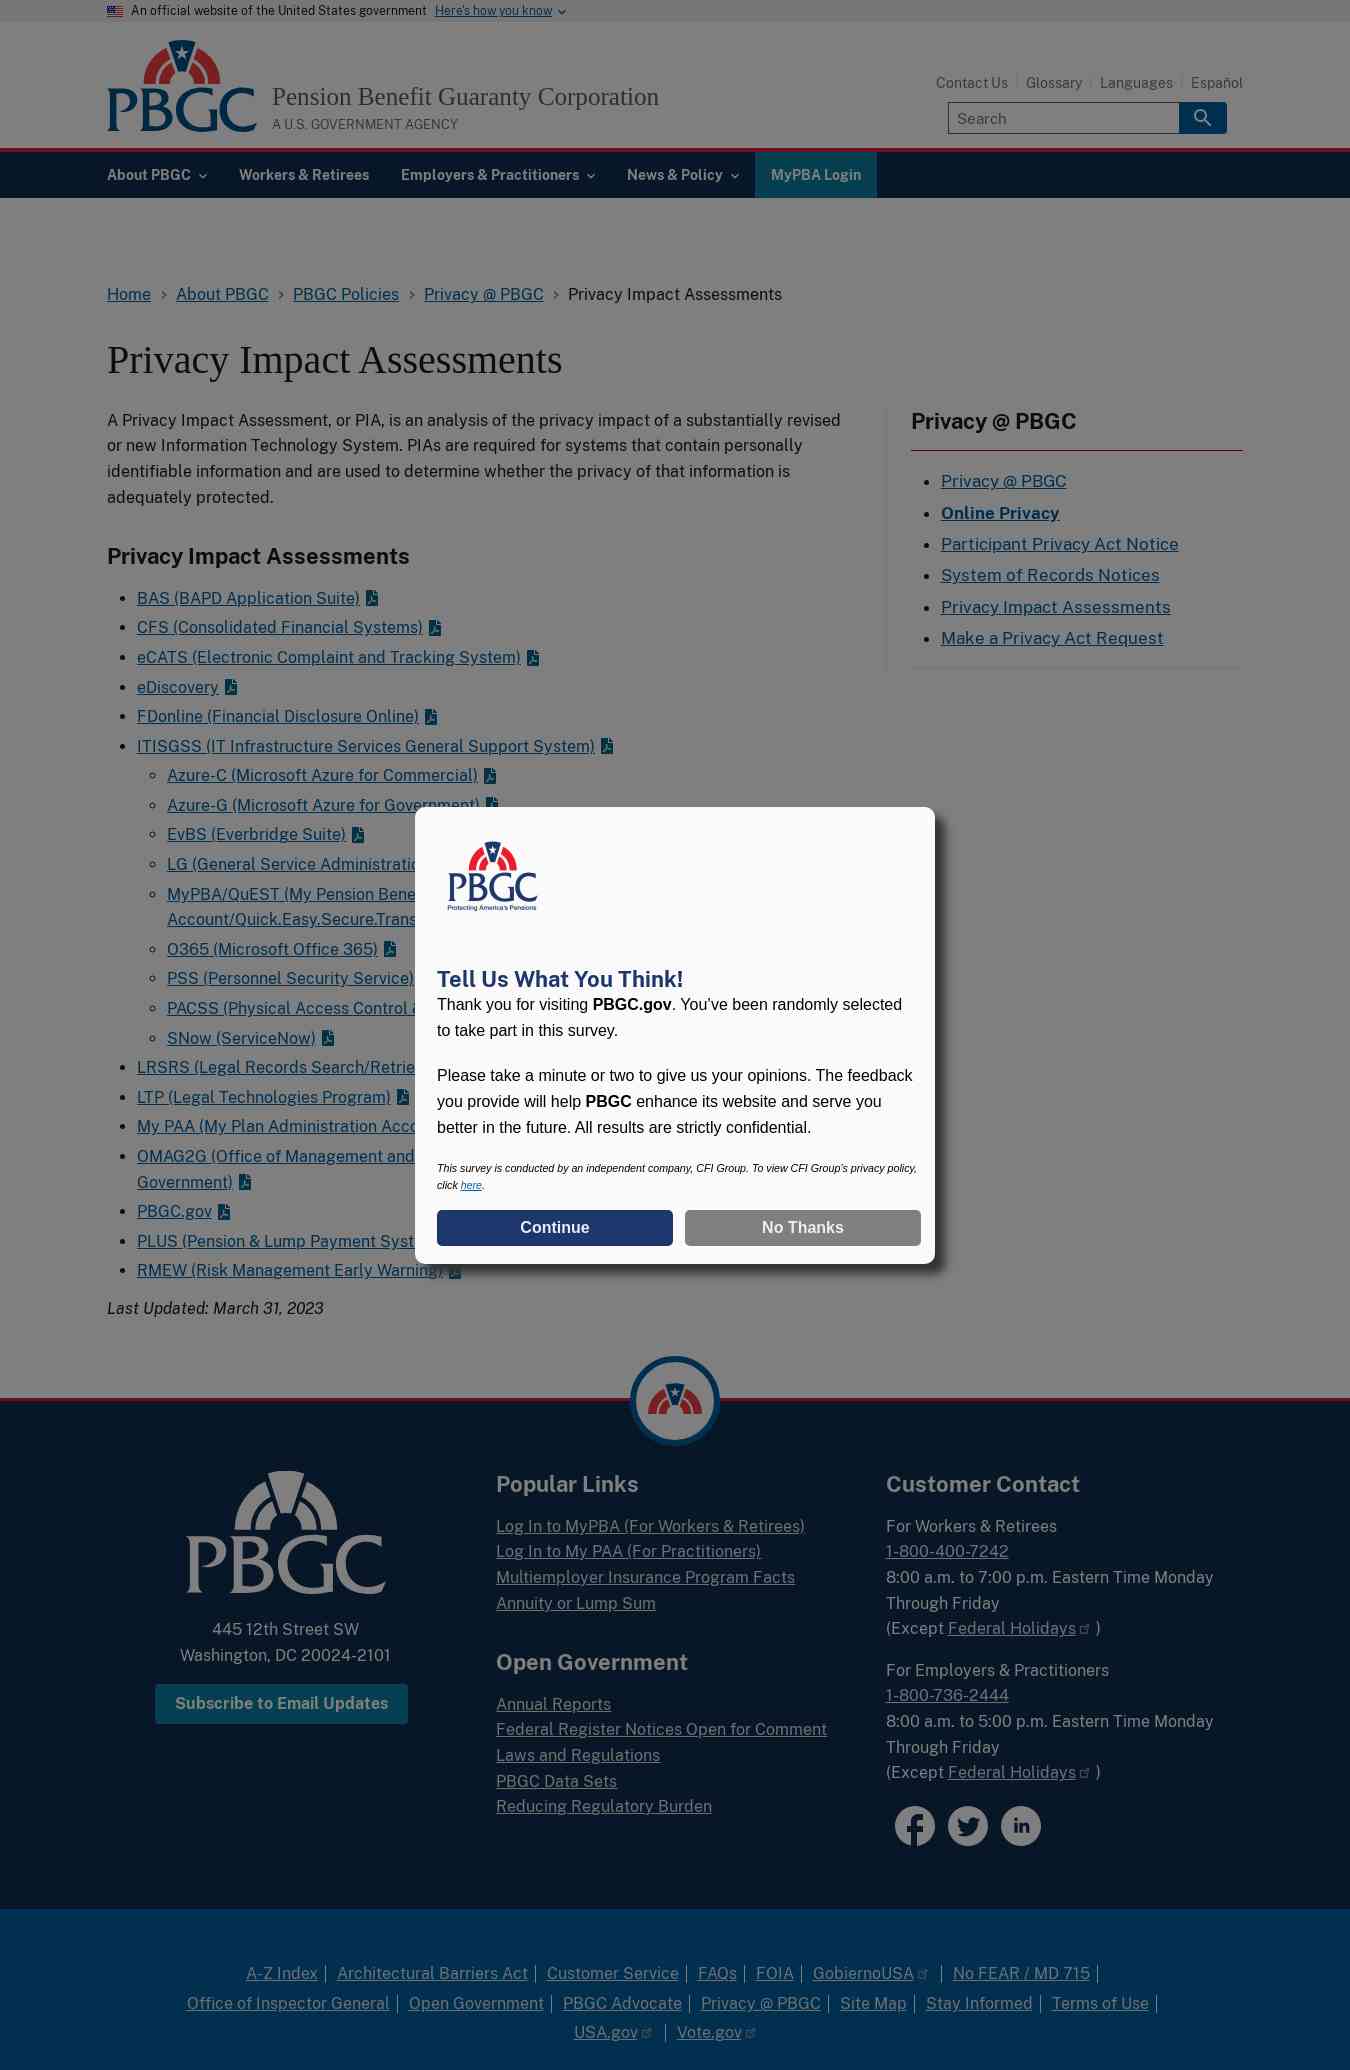 An official website of the United States government Here's how you know
PBGC
Pension Benefit Guaranty Corporation
A U.S. GOVERNMENT AGENCY
Contact Us Glossary Languages Español
Search
About PBGC Workers & Retirees Employers & Practitioners News & Policy MyPBA Login
Home > About PBGC > PBGC Policies > Privacy @ PBGC > Privacy Impact Assessments
Privacy Impact Assessments
A Privacy Impact Assessment, or PIA, is an analysis of the privacy impact of a substantially revised
or new Information Technology System. PIAs are required for systems that contain personally
identifiable information and are used to determine whether the privacy of that information is
adequately protected.
Privacy Impact Assessments
BAS (BAPD Application Suite)
CFS (Consolidated Financial Systems)
eCATS (Electronic Complaint and Tracking System)
eDiscovery
FDonline (Financial Disclosure Online)
ITISGSS (IT Infrastructure Services General Support System)
Azure-C (Microsoft Azure for Commercial)
Azure-G (Microsoft Azure for Government)
EvBS (Everbridge Suite)
LG (General Service
MyPBA/QuEST (My Pension
Account/Quick.Easy.Secure.
O365 (Microsoft Office 365)
PSS (Personnel Security Service)
PACSS (Physical Access Control
SNow (ServiceNow)
LRSRS (Legal Records
LTP (Legal Technologies Program)
My PAA (My Plan Administration
OMAG2G (Office of Management and
Government)
PBGC.gov
PLUS (Pension & Lump Payment
RMEW (Risk Management Early Warning)
Last Updated: March 31, 2023
Privacy @ PBGC
Privacy @ PBGC
Online Privacy
Participant Privacy Act Notice
System of Records Notices
Privacy Impact Assessments
Make a Privacy Act Request
PBGC
Protecting America's Pensions
Tell Us What You Think!
Thank you for visiting PBGC.gov. You've been randomly selected
to take part in this survey.
Please take a minute or two to give us your opinions. The feedback
you provide will help PBGC enhance its website and serve you
better in the future. All results are strictly confidential.
This survey is conducted by an independent company, CFI Group. To view CFI Group's privacy policy,
click here.
Continue No Thanks
PBGC
445 12th Street SW
Washington, DC 20024-2101
Subscribe to Email Updates
Popular Links
Log In to MyPBA (For Workers & Retirees)
Log In to My PAA (For Practitioners)
Multiemployer Insurance Program Facts
Annuity or Lump Sum
Open Government
Annual Reports
Federal Register Notices Open for Comment
Laws and Regulations
PBGC Data Sets
Reducing Regulatory Burden
Customer Contact
For Workers & Retirees
1-800-400-7242
8:00 a.m. to 7:00 p.m. Eastern Time Monday
Through Friday
(Except Federal Holidays )
For Employers & Practitioners
1-800-736-2444
8:00 a.m. to 5:00 p.m. Eastern Time Monday
Through Friday
(Except Federal Holidays )
in
A-Z Index | Architectural Barriers Act | Customer Service | FAQs | FOIA | GobiernoUSA | No FEAR / MD 715 |
Office of Inspector General | Open Government | PBGC Advocate | Privacy @ PBGC | Site Map | Stay Informed | Terms of Use |
USA.gov | Vote.gov